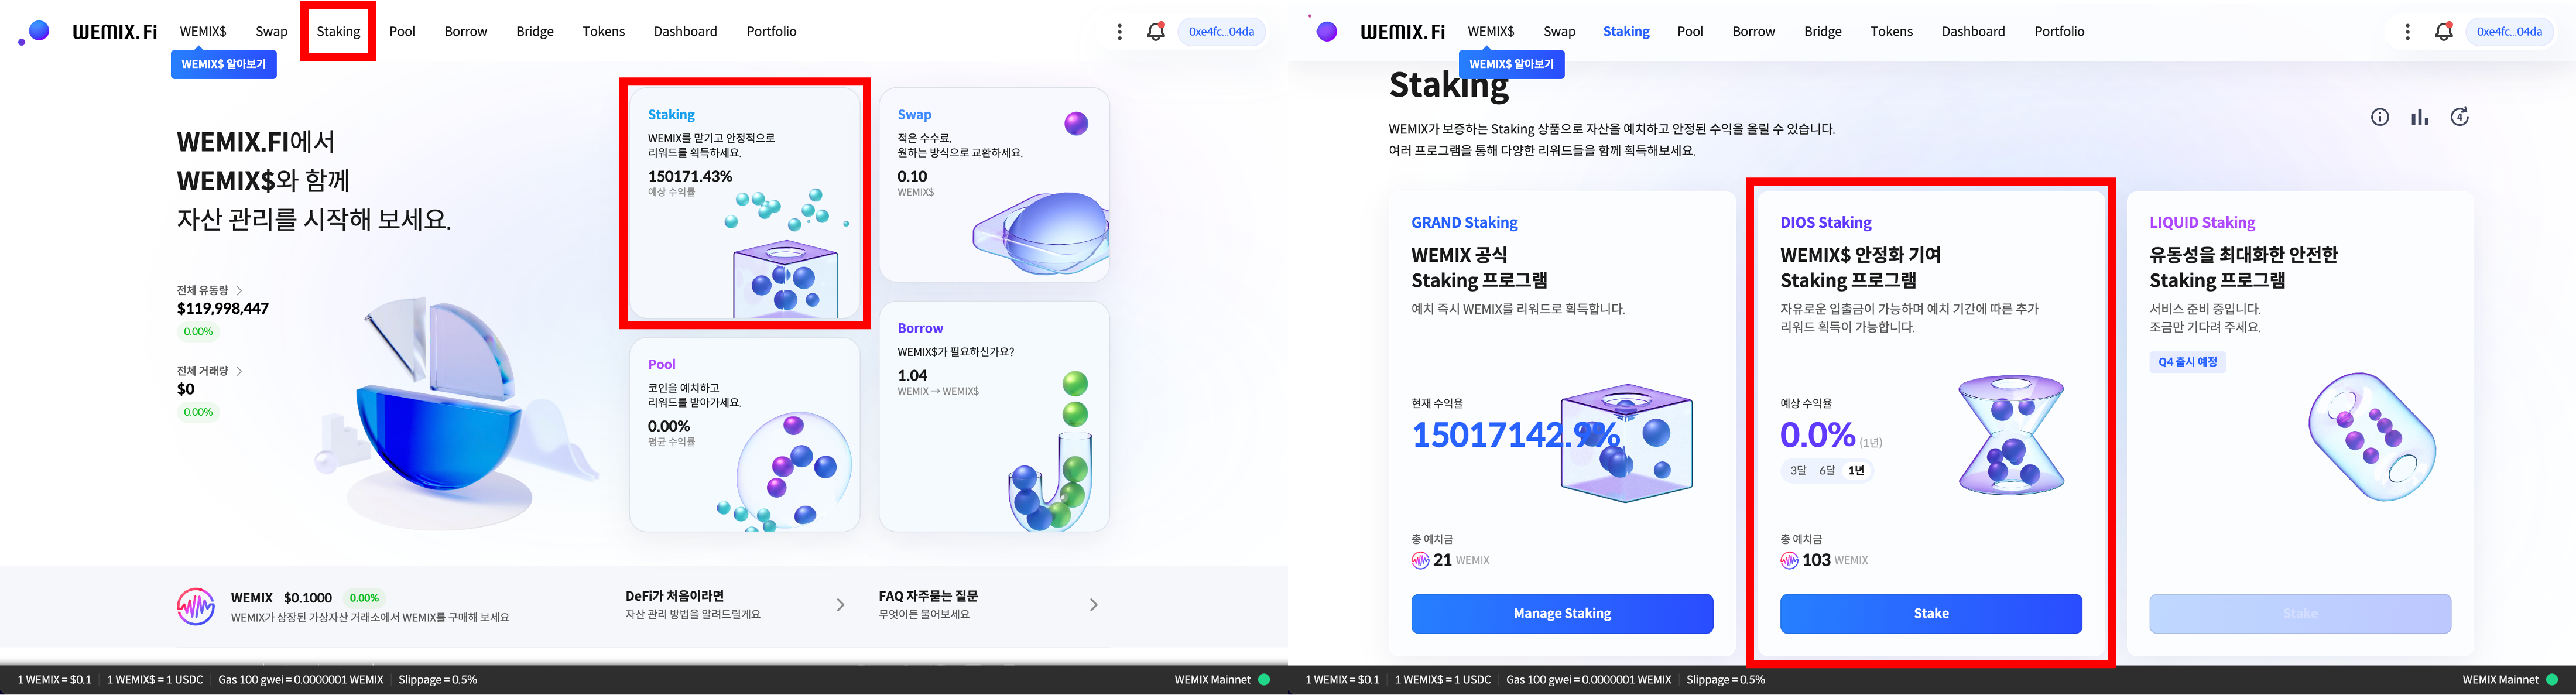 WEMIX.Fi
WEMIX$ Swap Staking Pool Borrow Bridge Tokens Dashboard Portfolio
0xe4fc...04da
WEMIX$ 알아보기
WEMIX.FI에서
WEMIX$와 함께
자산 관리를 시작해 보세요.
전체 유동량
$119,998,447
0.00%
전체 거래량
$0
0.00%
Staking
WEMIX를 맡기고 안정적으로
리워드를 획득하세요.
150171.43%
예상 수익률
Swap
적은 수수료,
원하는 방식으로 교환하세요.
0.10
WEMIX$
Pool
코인을 예치하고
리워드를 받아가세요.
0.00%
평균 수익률
Borrow
WEMIX$가 필요하신가요?
1.04
WEMIX → WEMIX$
WEMIX $0.1000 0.00%
WEMIX가 상장된 가상자산 거래소에서 WEMIX를 구매해 보세요
DeFi가 처음이라면
자산 관리 방법을 알려드릴게요
FAQ 자주묻는 질문
무엇이든 물어보세요
1 WEMIX = $0.1 1 WEMIX$ = 1 USDC Gas 100 gwei = 0.0000001 WEMIX Slippage = 0.5%
WEMIX Mainnet
WEMIX.Fi
WEMIX$ Swap Staking Pool Borrow Bridge Tokens Dashboard Portfolio
0xe4fc...04da
WEMIX$ 알아보기
Staking
WEMIX가 보증하는 Staking 상품으로 자산을 예치하고 안정된 수익을 올릴 수 있습니다.
여러 프로그램을 통해 다양한 리워드들을 함께 획득해보세요.
4
GRAND Staking
WEMIX 공식
Staking 프로그램
예치 즉시 WEMIX를 리워드로 획득합니다.
현재 수익율
15017142.9%
총 예치금
21 WEMIX
Manage Staking
DIOS Staking
WEMIX$ 안정화 기여
Staking 프로그램
자유로운 입출금이 가능하며 예치 기간에 따른 추가
리워드 획득이 가능합니다.
예상 수익율
0.0% (1년)
3달 6달 1년
총 예치금
103 WEMIX
Stake
LIQUID Staking
유동성을 최대화한 안전한
Staking 프로그램
서비스 준비 중입니다.
조금만 기다려 주세요.
Q4 출시 예정
Stake
1 WEMIX = $0.1 1 WEMIX$ = 1 USDC Gas 100 gwei = 0.0000001 WEMIX Slippage = 0.5%
WEMIX Mainnet